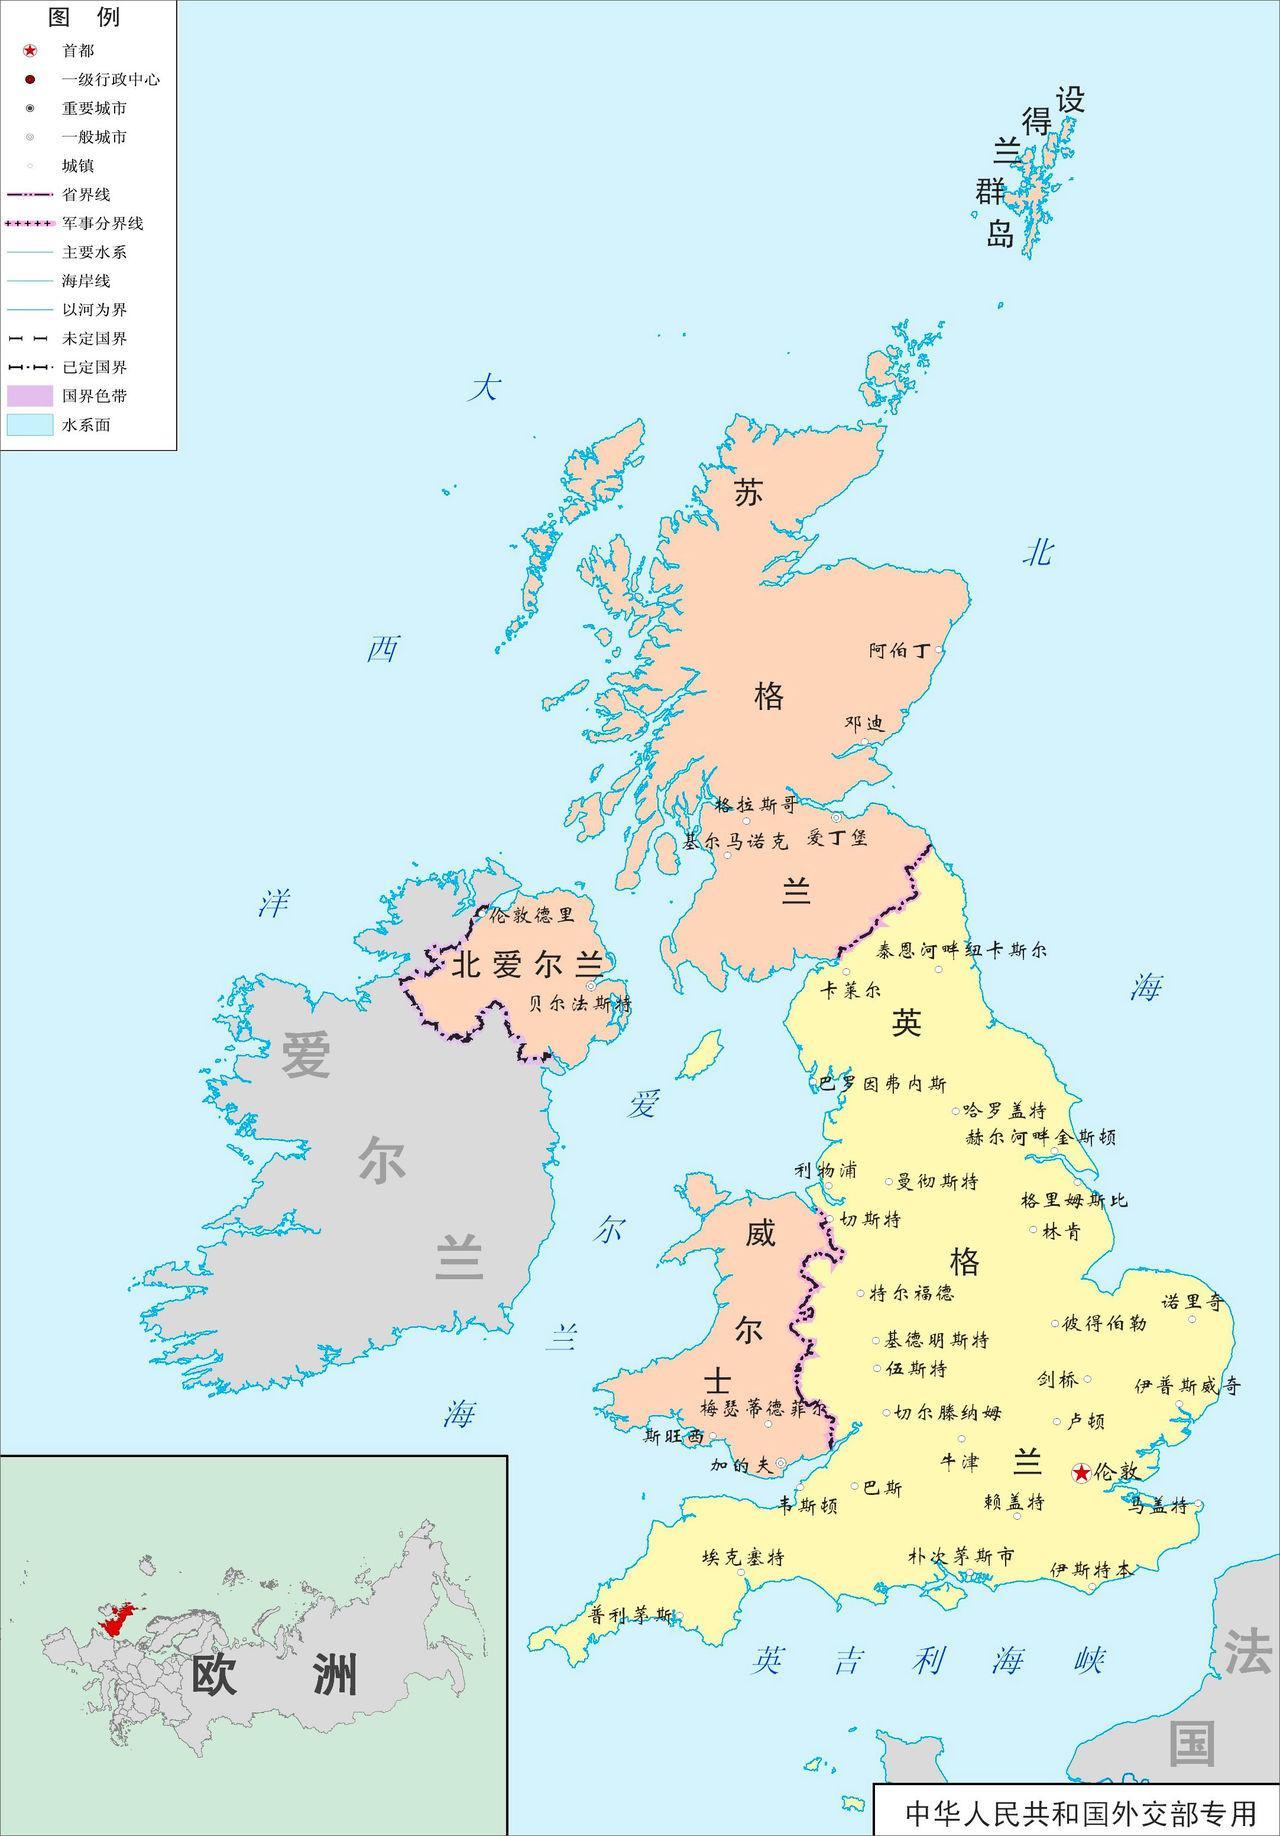 图 例
首都
一级行政中心
重要城市
一般城市
城镇
省界线
军事分界线
主要水系
海岸线
以河为界
未定国界
已定国界
国界色带
水系面
设得兰群岛
大西洋
北海
苏格兰
阿伯丁
邓迪
格拉斯哥
爱丁堡
基尔马诺克
伦敦德里
北爱尔兰
贝尔法斯特
爱尔兰
爱尔兰海
泰恩河畔纽卡斯尔
卡莱尔
英格兰
巴罗因弗内斯
哈罗盖特
赫尔河畔金斯顿
利物浦
曼彻斯特
格里姆斯比
切斯特
林肯
威尔士
特尔福德
诺里奇
彼得伯勒
基德明斯特
伍斯特
剑桥
伊普斯威奇
梅瑟蒂德菲尔
切尔滕纳姆
卢顿
斯旺西
牛津
加的夫
伦敦
巴斯
韦斯顿
赖盖特
马盖特
埃克塞特
朴次茅斯市
伊斯特本
普利茅斯
英吉利海峡
法国
欧 洲
中华人民共和国外交部专用